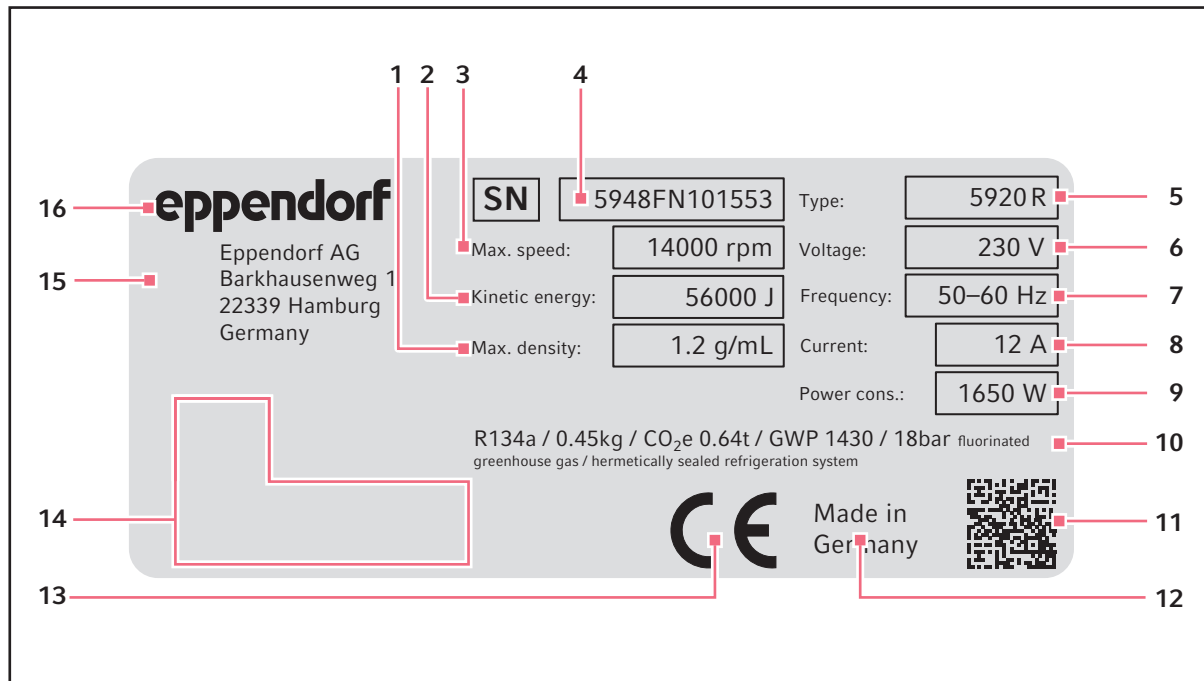 1 2 3 4
16 eppendorf SN 5948FN101553 Type: 5920 R 5
15 Eppendorf AG Max. speed: 14000 rpm Voltage: 230 V 6
Barkhausenweg 1
22339 Hamburg Kinetic energy: 56000 J Frequency: 50–60 Hz 7
Germany
Max. density: 1.2 g/mL Current: 12 A 8
Power cons.: 1650 W 9
R134a / 0.45kg / CO₂e 0.64t / GWP 1430 / 18bar fluorinated 10
greenhouse gas / hermetically sealed refrigeration system
14 CE Made in 11
Germany
13 12